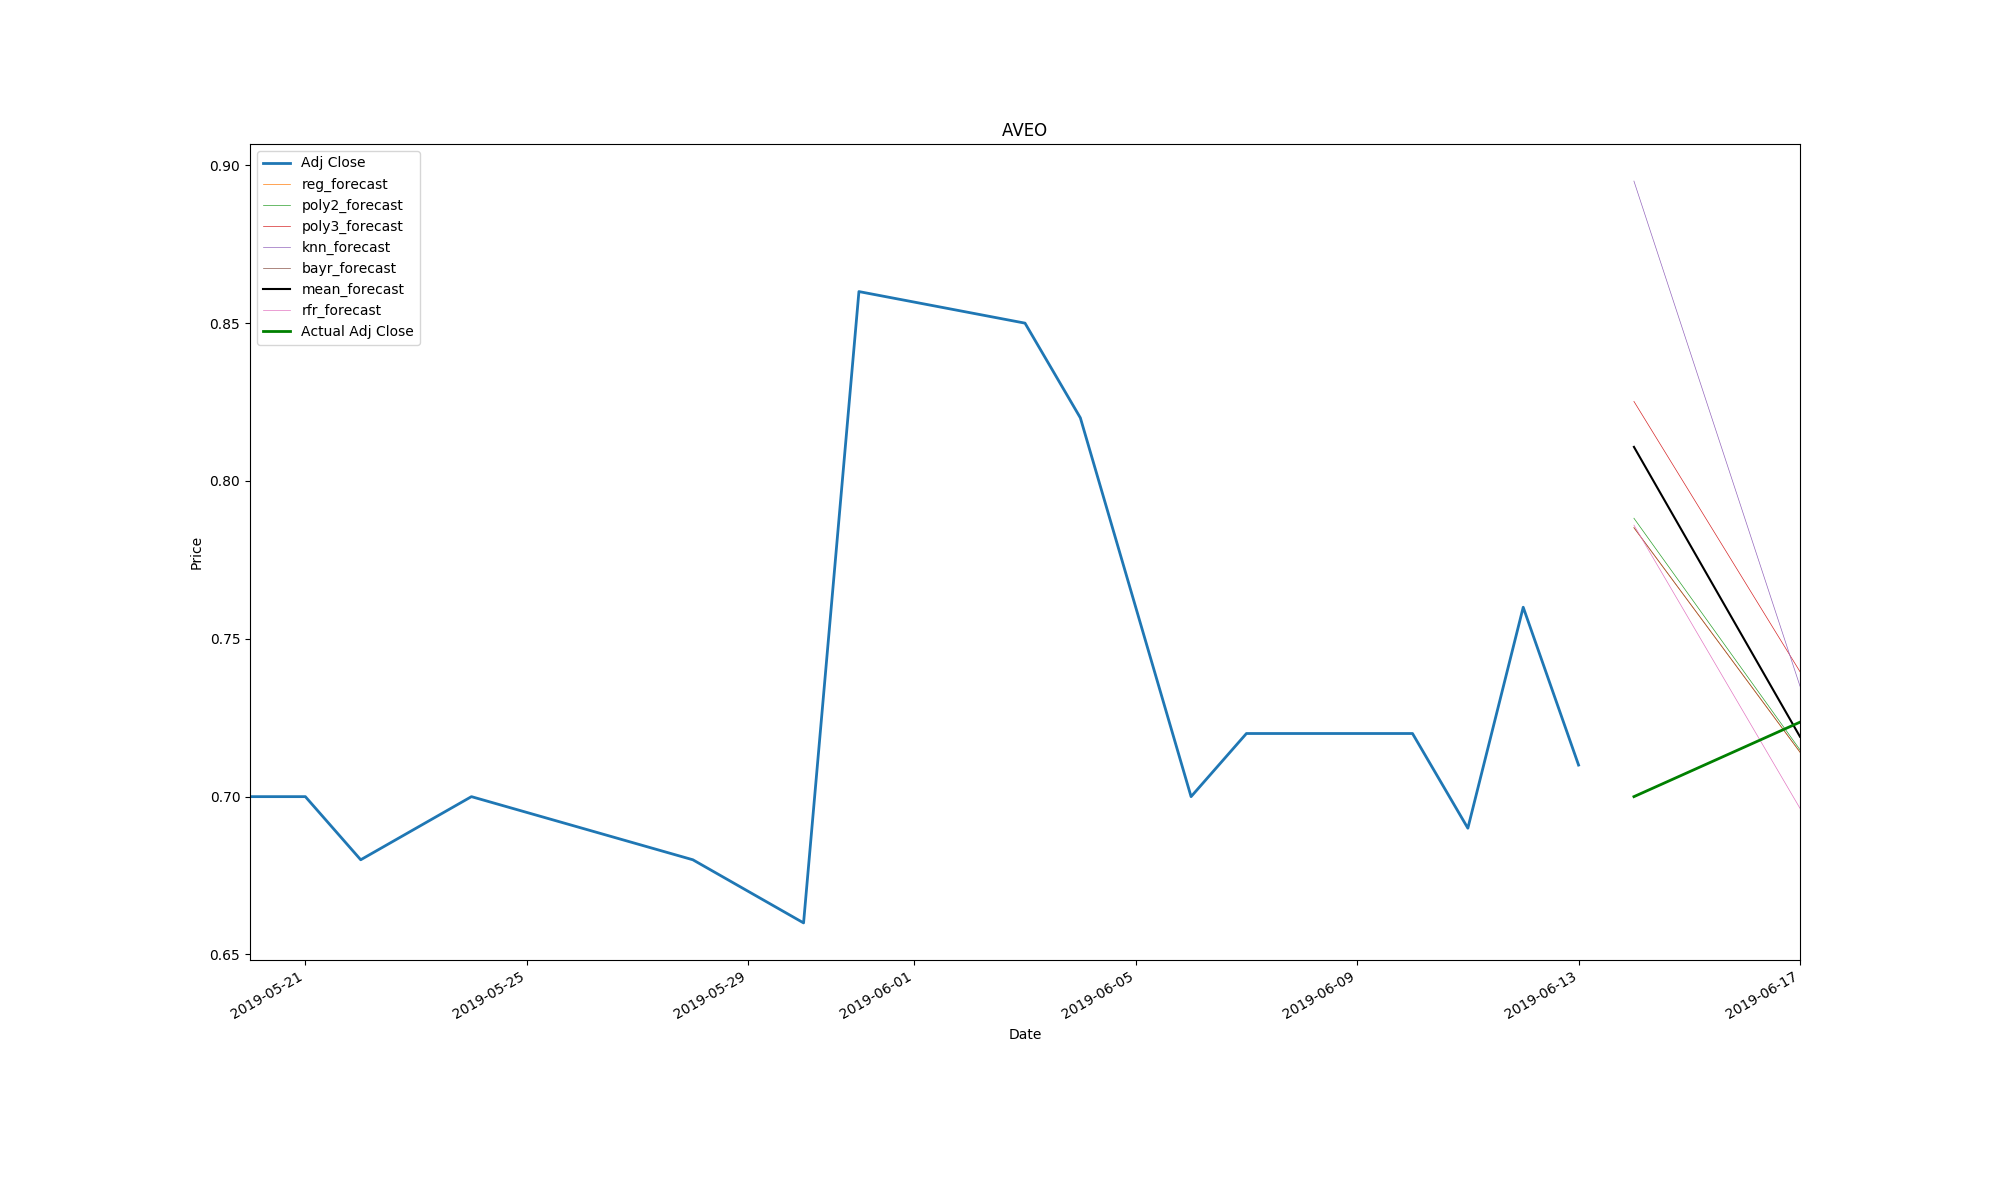 AVEO
Adj Close
reg_forecast
poly2_forecast
poly3_forecast
knn_forecast
bayr_forecast
mean_forecast
rfr_forecast
Actual Adj Close
0.90
0.85
0.80
0.75
0.70
0.65
Price
2019-05-21
2019-05-25
2019-05-29
2019-06-01
2019-06-05
2019-06-09
2019-06-13
2019-06-17
Date